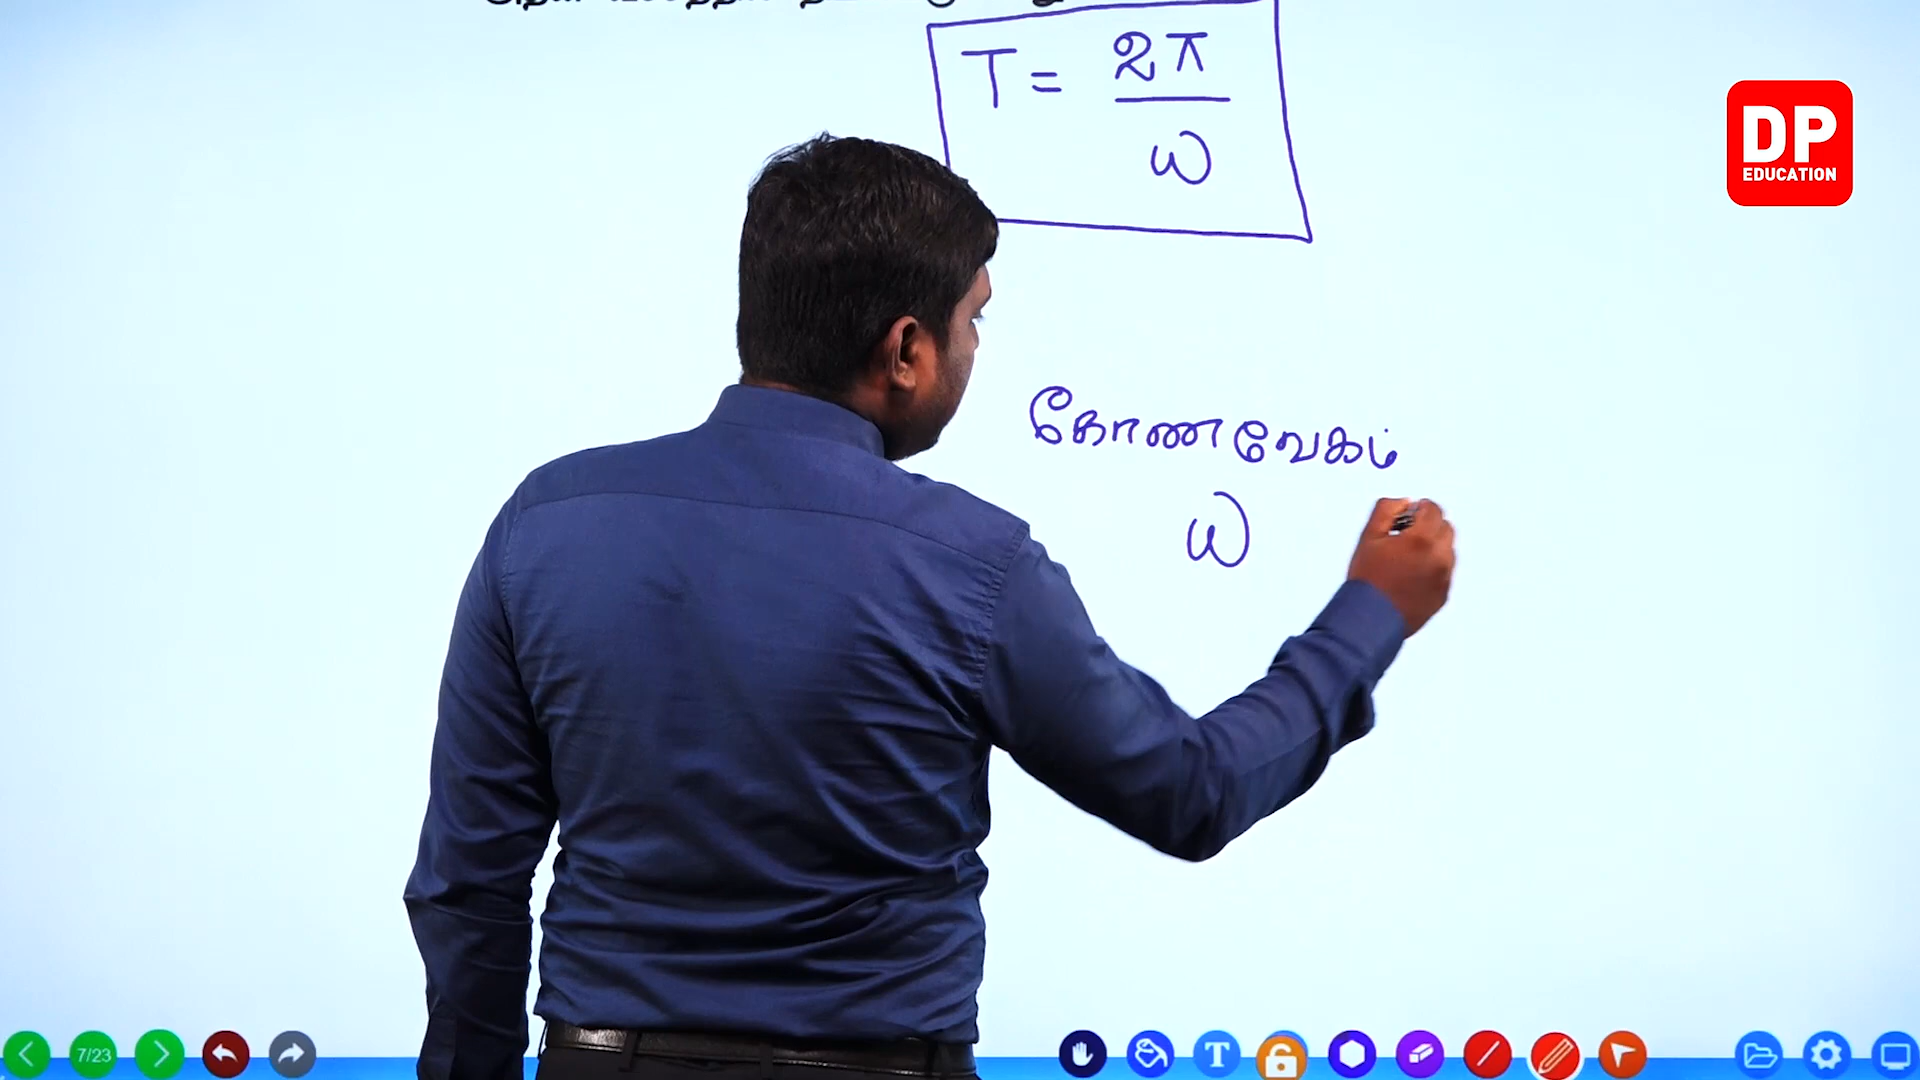 T = 2π / ω
DP
EDUCATION
கோணவேகம்
ω
7/23
T